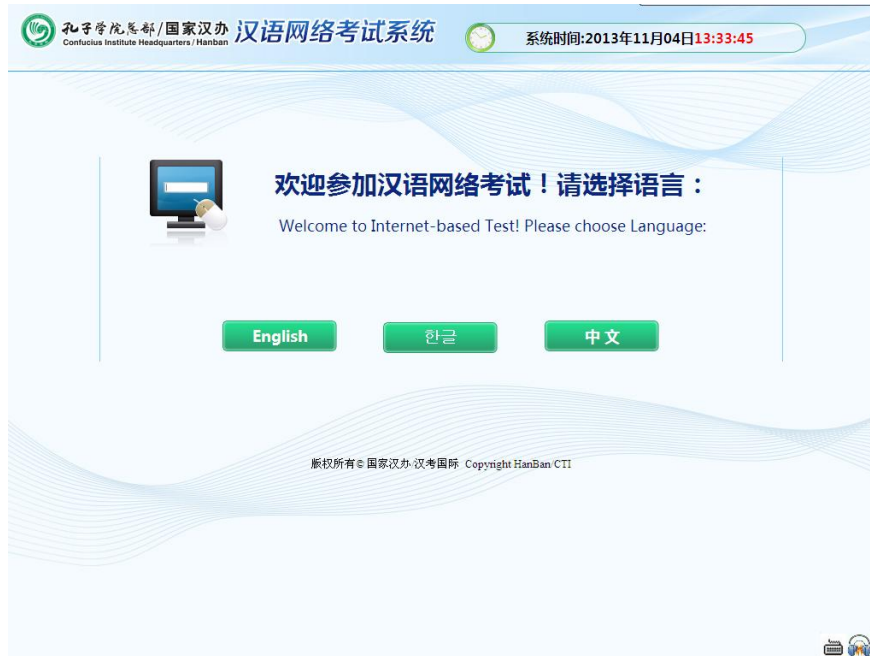 孔子学院总部/国家汉办
Confucius Institute Headquarters / Hanban
汉语网络考试系统
系统时间:2013年11月04日13:33:45
欢迎参加汉语网络考试！请选择语言：
Welcome to Internet-based Test! Please choose Language:
English
한글
中文
版权所有© 国家汉办·汉考国际 Copyright HanBan/CTI